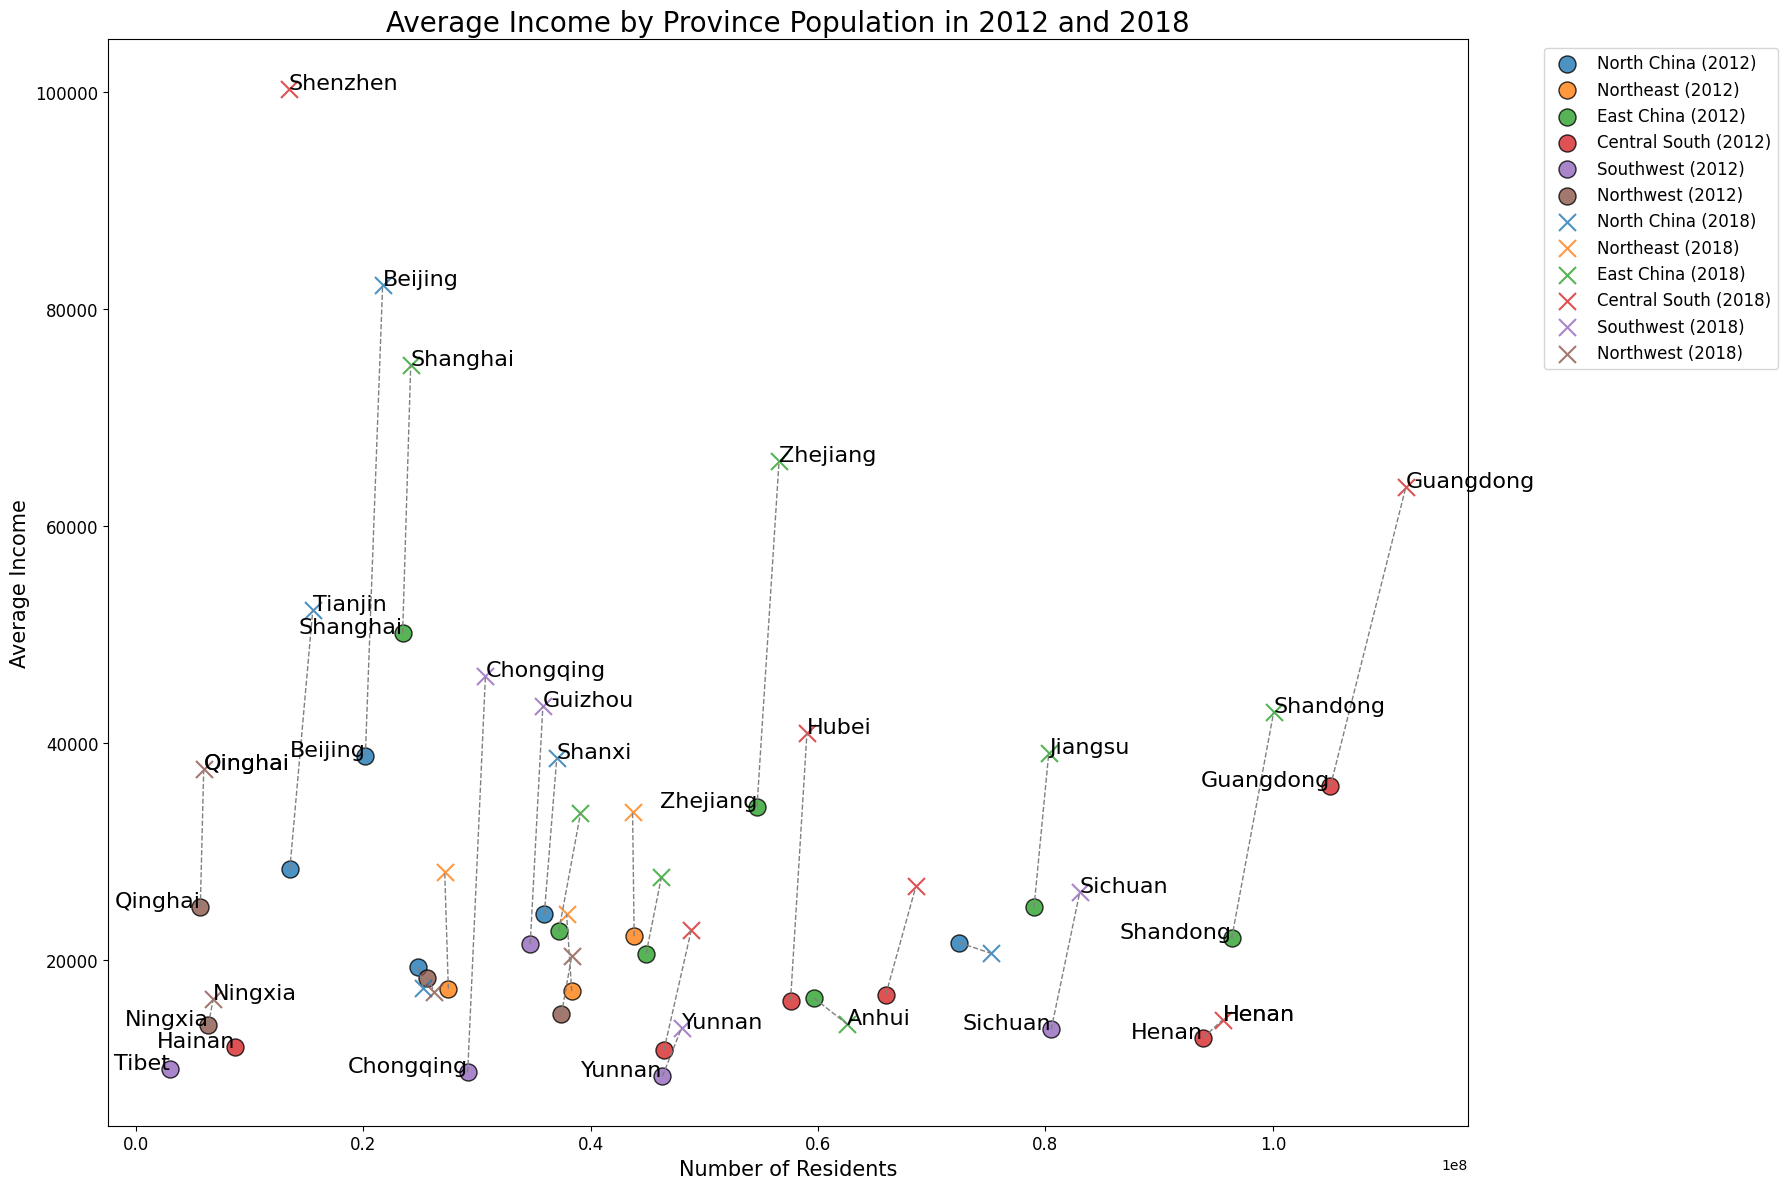 Average Income by Province Population in 2012 and 2018
Average Income
100000
80000
60000
40000
20000
Shenzhen
Beijing
Shanghai
Zhejiang
Guangdong
Tianjin
Shanghai
Chongqing
Guizhou
Shandong
Hubei
Beijing
Shanxi
Jiangsu
Qinghai
Guangdong
Zhejiang
Qinghai
Sichuan
Shandong
Ningxia
Ningxia
Hainan
Tibet
Chongqing
Yunnan
Yunnan
Anhui
Sichuan
Henan
Henan
0.0
0.2
0.4
0.6
0.8
1.0
1e8
Number of Residents
North China (2012)
Northeast (2012)
East China (2012)
Central South (2012)
Southwest (2012)
Northwest (2012)
North China (2018)
Northeast (2018)
East China (2018)
Central South (2018)
Southwest (2018)
Northwest (2018)